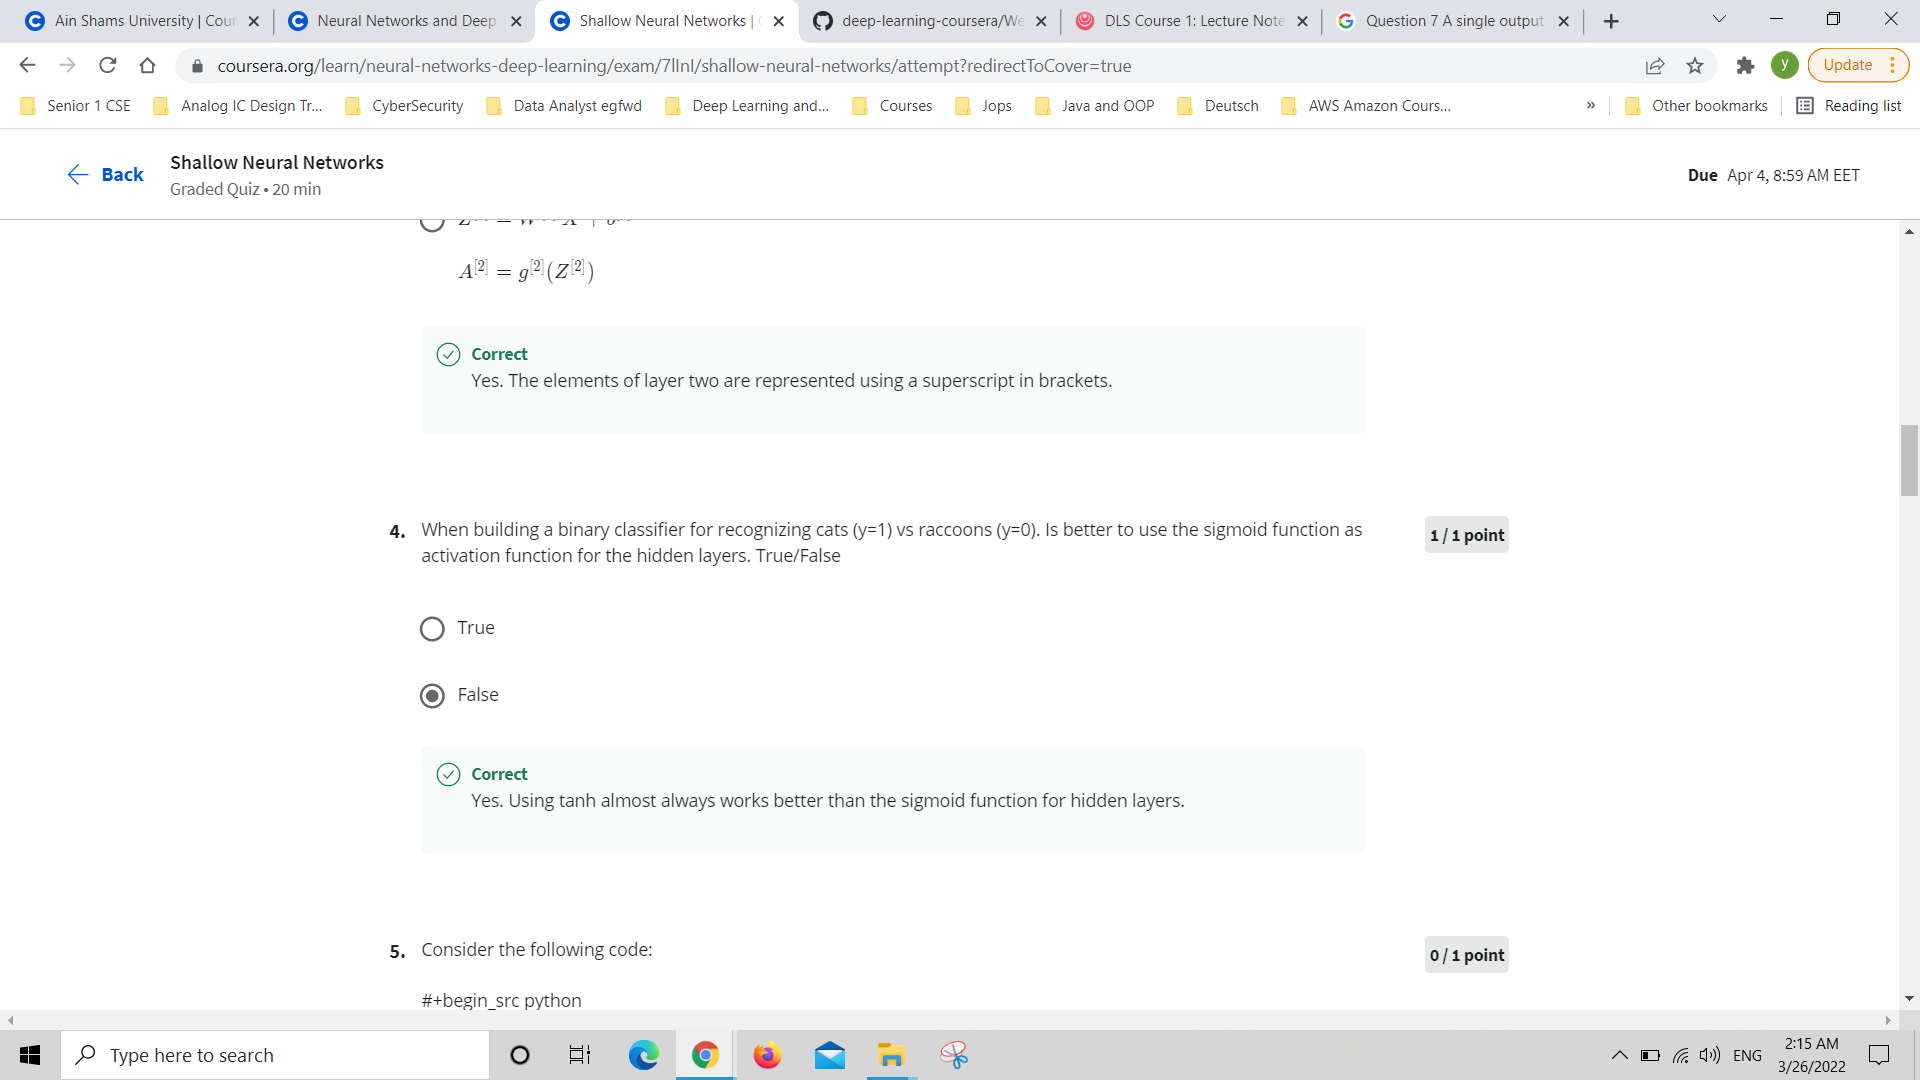 Ain Shams University | Cour
Neural Networks and Deep
Shallow Neural Networks |
deep-learning-coursera/We
DLS Course 1: Lecture Note
Question 7 A single output
coursera.org/learn/neural-networks-deep-learning/exam/7lInI/shallow-neural-networks/attempt?redirectToCover=true
y
Update
Senior 1 CSE
Analog IC Design Tr...
CyberSecurity
Data Analyst egfwd
Deep Learning and...
Courses
Jops
Java and OOP
Deutsch
AWS Amazon Cours...
»
Other bookmarks
Reading list
Back
Shallow Neural Networks
Graded Quiz • 20 min
Due Apr 4, 8:59 AM EET
A[2] = g[2](Z[2])
Correct
Yes. The elements of layer two are represented using a superscript in brackets.
4. When building a binary classifier for recognizing cats (y=1) vs raccoons (y=0). Is better to use the sigmoid function as
activation function for the hidden layers. True/False
1 / 1 point
True
False
Correct
Yes. Using tanh almost always works better than the sigmoid function for hidden layers.
5. Consider the following code:
0 / 1 point
#+begin_src python
Type here to search
ENG
2:15 AM
3/26/2022